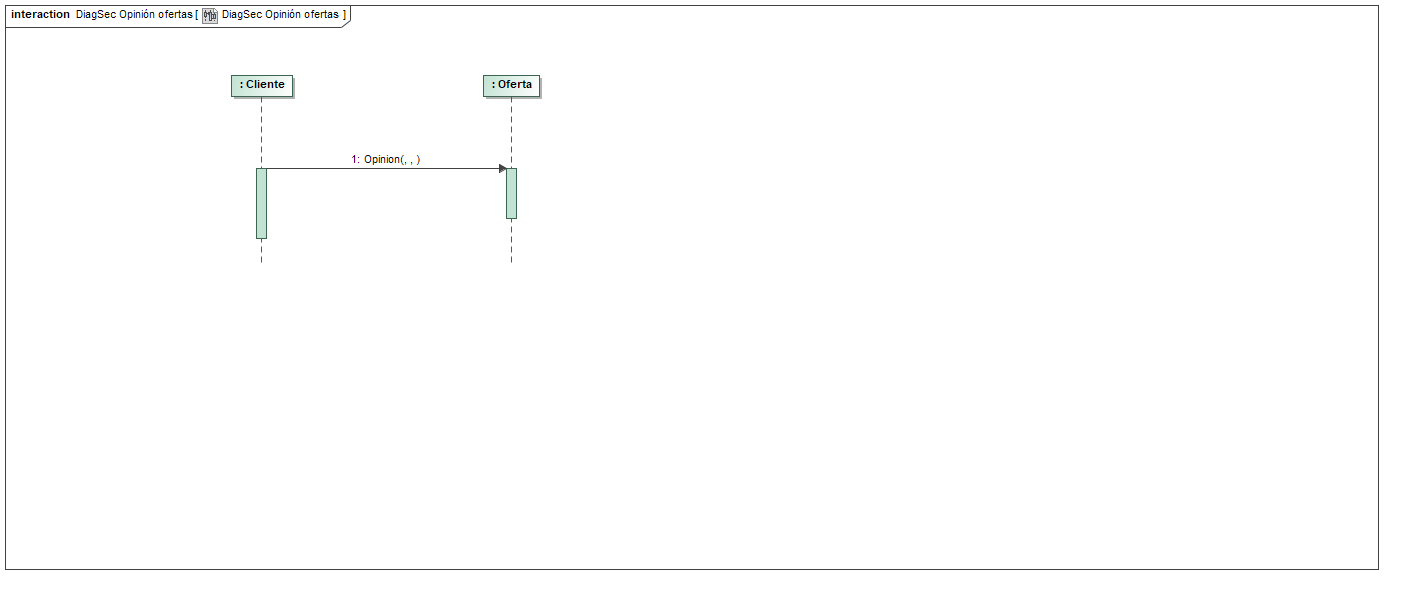 interaction DiagSec Opinión ofertas [ DiagSec Opinión ofertas ]
: Cliente
: Oferta
1: Opinion(, , )